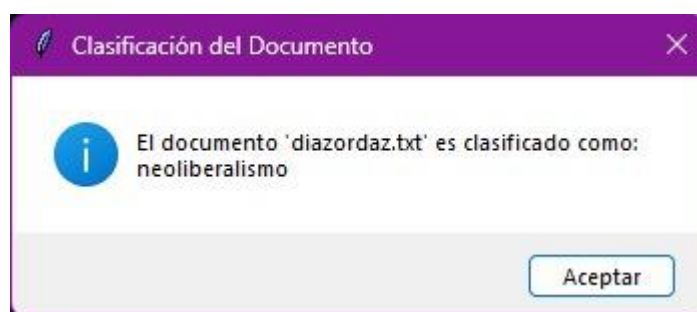 Clasificación del Documento
El documento 'diazordaz.txt' es clasificado como:
neoliberalismo
Aceptar